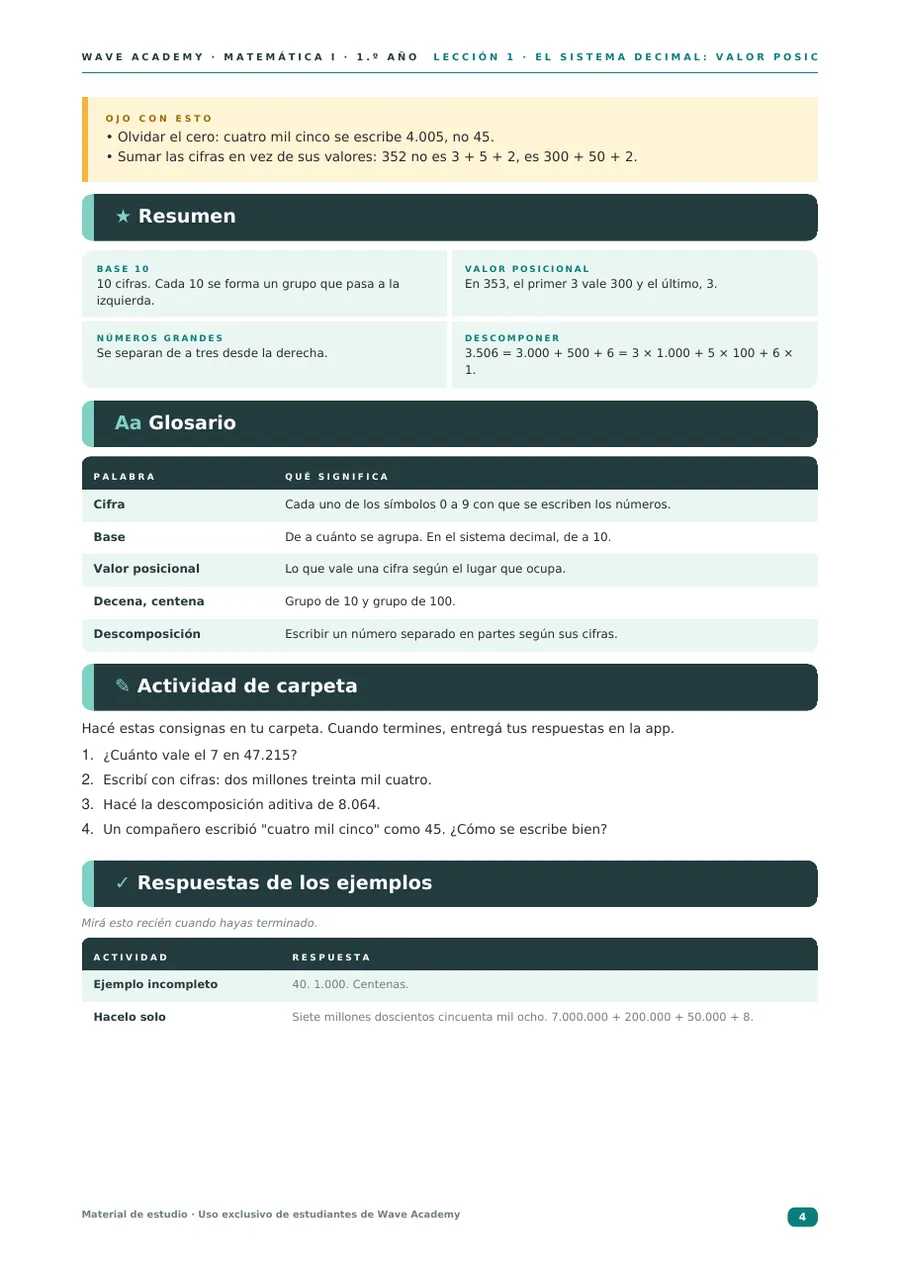 WAVE ACADEMY · MATEMÁTICA I · 1.º AÑO LECCIÓN 1 · EL SISTEMA DECIMAL: VALOR POSIC
OJO CON ESTO
• Olvidar el cero: cuatro mil cinco se escribe 4.005, no 45.
• Sumar las cifras en vez de sus valores: 352 no es 3 + 5 + 2, es 300 + 50 + 2.
★ Resumen
BASE 10
10 cifras. Cada 10 se forma un grupo que pasa a la
izquierda.
VALOR POSICIONAL
En 353, el primer 3 vale 300 y el último, 3.
NÚMEROS GRANDES
Se separan de a tres desde la derecha.
DESCOMPONER
3.506 = 3.000 + 500 + 6 = 3 × 1.000 + 5 × 100 + 6 ×
1.
Aa Glosario
PALABRA QUÉ SIGNIFICA
Cifra Cada uno de los símbolos 0 a 9 con que se escriben los números.
Base De a cuánto se agrupa. En el sistema decimal, de a 10.
Valor posicional Lo que vale una cifra según el lugar que ocupa.
Decena, centena Grupo de 10 y grupo de 100.
Descomposición Escribir un número separado en partes según sus cifras.
✎ Actividad de carpeta
Hacé estas consignas en tu carpeta. Cuando termines, entregá tus respuestas en la app.
1. ¿Cuánto vale el 7 en 47.215?
2. Escribí con cifras: dos millones treinta mil cuatro.
3. Hacé la descomposición aditiva de 8.064.
4. Un compañero escribió "cuatro mil cinco" como 45. ¿Cómo se escribe bien?
✓ Respuestas de los ejemplos
Mirá esto recién cuando hayas terminado.
ACTIVIDAD RESPUESTA
Ejemplo incompleto 40. 1.000. Centenas.
Hacelo solo Siete millones doscientos cincuenta mil ocho. 7.000.000 + 200.000 + 50.000 + 8.
Material de estudio · Uso exclusivo de estudiantes de Wave Academy 4